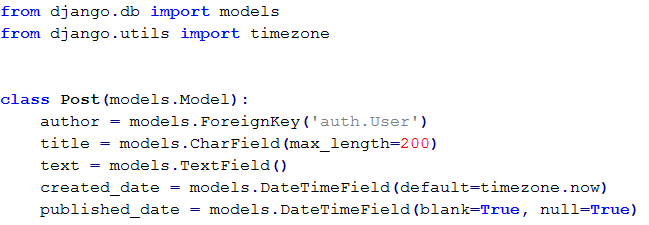 from django.db import models
from django.utils import timezone
class Post(models.Model):
    author = models.ForeignKey('auth.User')
    title = models.CharField(max_length=200)
    text = models.TextField()
    created_date = models.DateTimeField(default=timezone.now)
    published_date = models.DateTimeField(blank=True, null=True)